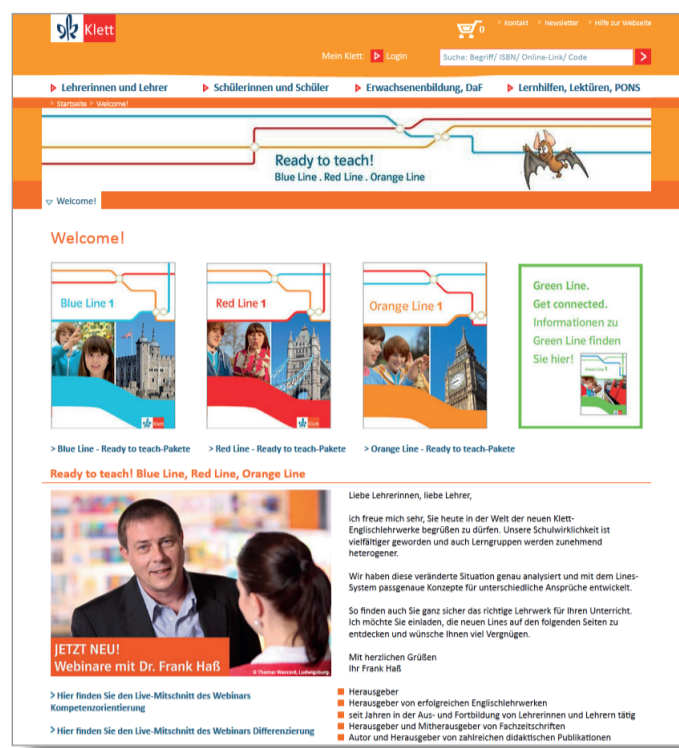 Klett
0
> Kontakt > Newsletter > Hilfe zur Webseite
Mein Klett: Login
Suche: Begriff/ ISBN/ Online-Link/ Code
Lehrerinnen und Lehrer
Schülerinnen und Schüler
Erwachsenenbildung, DaF
Lernhilfen, Lektüren, PONS
> Startseite > Welcome!
Ready to teach!
Blue Line . Red Line . Orange Line
Welcome!
Welcome!
Blue Line 1
Klett
Red Line 1
Klett
Orange Line 1
Klett
Green Line.
Get connected.
Informationen zu
Green Line finden
Sie hier!
Green Line 1
> Blue Line - Ready to teach-Pakete
> Red Line - Ready to teach-Pakete
> Orange Line - Ready to teach-Pakete
Ready to teach! Blue Line, Red Line, Orange Line
JETZT NEU!
Webinare mit Dr. Frank Haß
© Thomas Weccard, Ludwigsburg.
> Hier finden Sie den Live-Mitschnitt des Webinars
Kompetenzorientierung
> Hier finden Sie den Live-Mitschnitt des Webinars Differenzierung
Liebe Lehrerinnen, liebe Lehrer,
ich freue mich sehr, Sie heute in der Welt der neuen Klett-
Englischlehrwerke begrüßen zu dürfen. Unsere Schulwirklichkeit ist
vielfältiger geworden und auch Lerngruppen werden zunehmend
heterogener.
Wir haben diese veränderte Situation genau analysiert und mit dem Lines-
System passgenaue Konzepte für unterschiedliche Ansprüche entwickelt.
So finden auch Sie ganz sicher das richtige Lehrwerk für Ihren Unterricht.
Ich möchte Sie einladen, die neuen Lines auf den folgenden Seiten zu
entdecken und wünsche Ihnen viel Vergnügen.
Mit herzlichen Grüßen
Ihr Frank Haß
Herausgeber
Herausgeber von erfolgreichen Englischlehrwerken
seit Jahren in der Aus- und Fortbildung von Lehrerinnen und Lehrern tätig
Herausgeber und Mitherausgeber von Fachzeitschriften
Autor und Herausgeber von zahlreichen didaktischen Publikationen